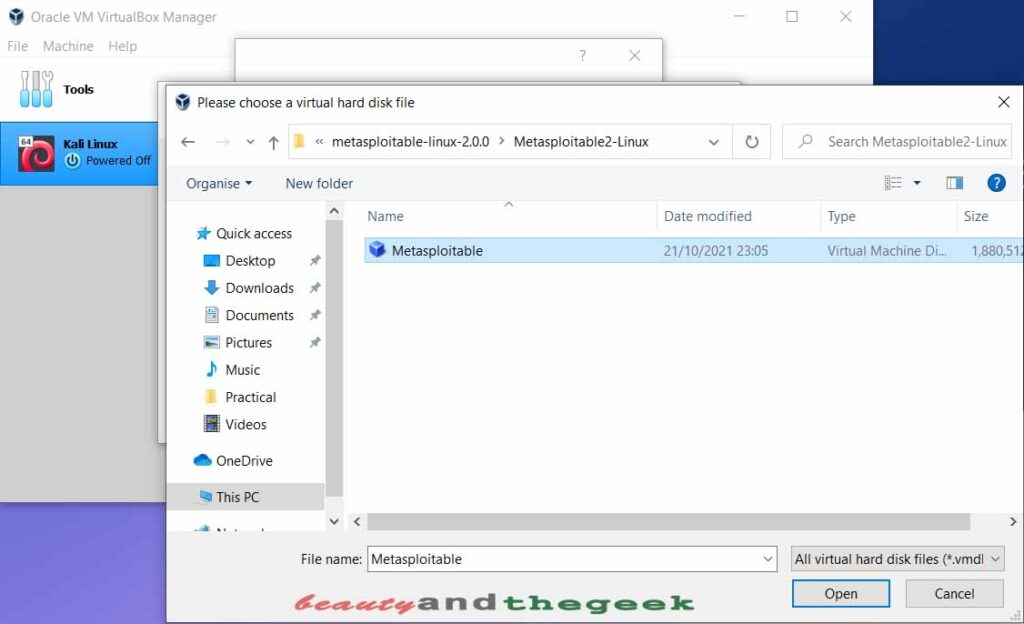 Oracle VM VirtualBox Manager
File Machine Help
?
Tools
Please choose a virtual hard disk file
64
Kali Linux
Powered Off
« metasploitable-linux-2.0.0 > Metasploitable2-Linux
Search Metasploitable2-Linux
Organise
New folder
?
Name Date modified Type Size
Metasploitable 21/10/2021 23:05 Virtual Machine Di... 1,880,512
Quick access
Desktop
Downloads
Documents
Pictures
Music
Practical
Videos
OneDrive
This PC
File name: Metasploitable
All virtual hard disk files (*.vmdl
Open Cancel
beautyandthegeek